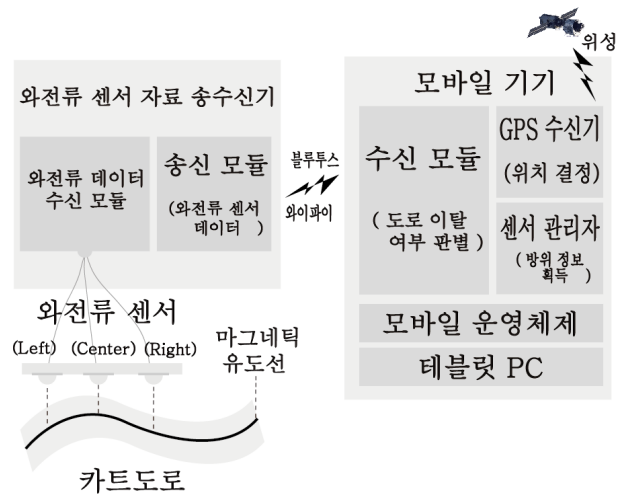 위성
와전류 센서 자료 송수신기
와전류 데이터
수신 모듈
송신 모듈
(와전류 센서
데이터 )
블루투스
와이파이
모바일 기기
수신 모듈
( 도로 이탈
여부 판별 )
GPS 수신기
(위치 결정)
센서 관리자
( 방위 정보
획득 )
모바일 운영체제
테블릿 PC
와전류 센서
(Left) (Center) (Right)
마그네틱
유도선
카트도로